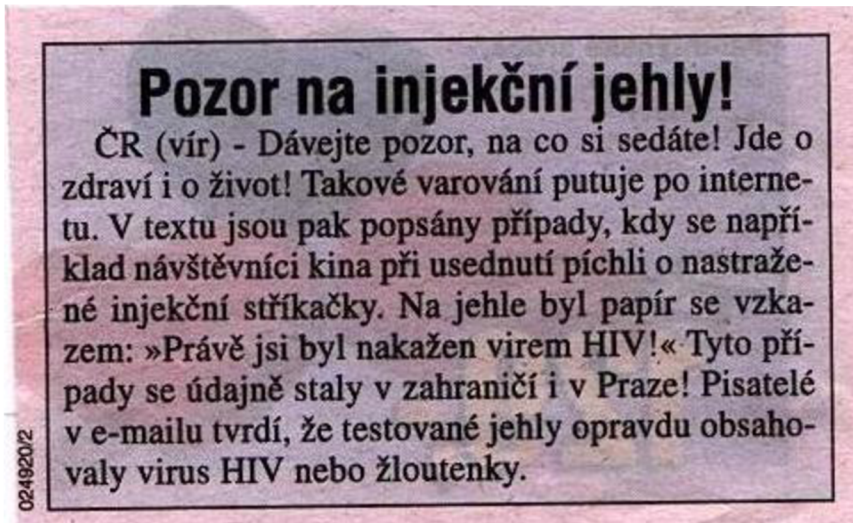 Pozor na injekční jehly!
ČR (vír) - Dávejte pozor, na co si sedáte! Jde o
zdraví i o život! Takové varování putuje po interne-
tu. V textu jsou pak popsány případy, kdy se napří-
klad návštěvníci kina při usednutí píchli o nastraže-
né injekční stříkačky. Na jehle byl papír se vzka-
zem: »Právě jsi byl nakažen virem HIV!« Tyto pří-
pady se údajně staly v zahraničí i v Praze! Pisatelé
v e-mailu tvrdí, že testované jehly opravdu obsaho-
valy virus HIV nebo žloutenky.
024920/2